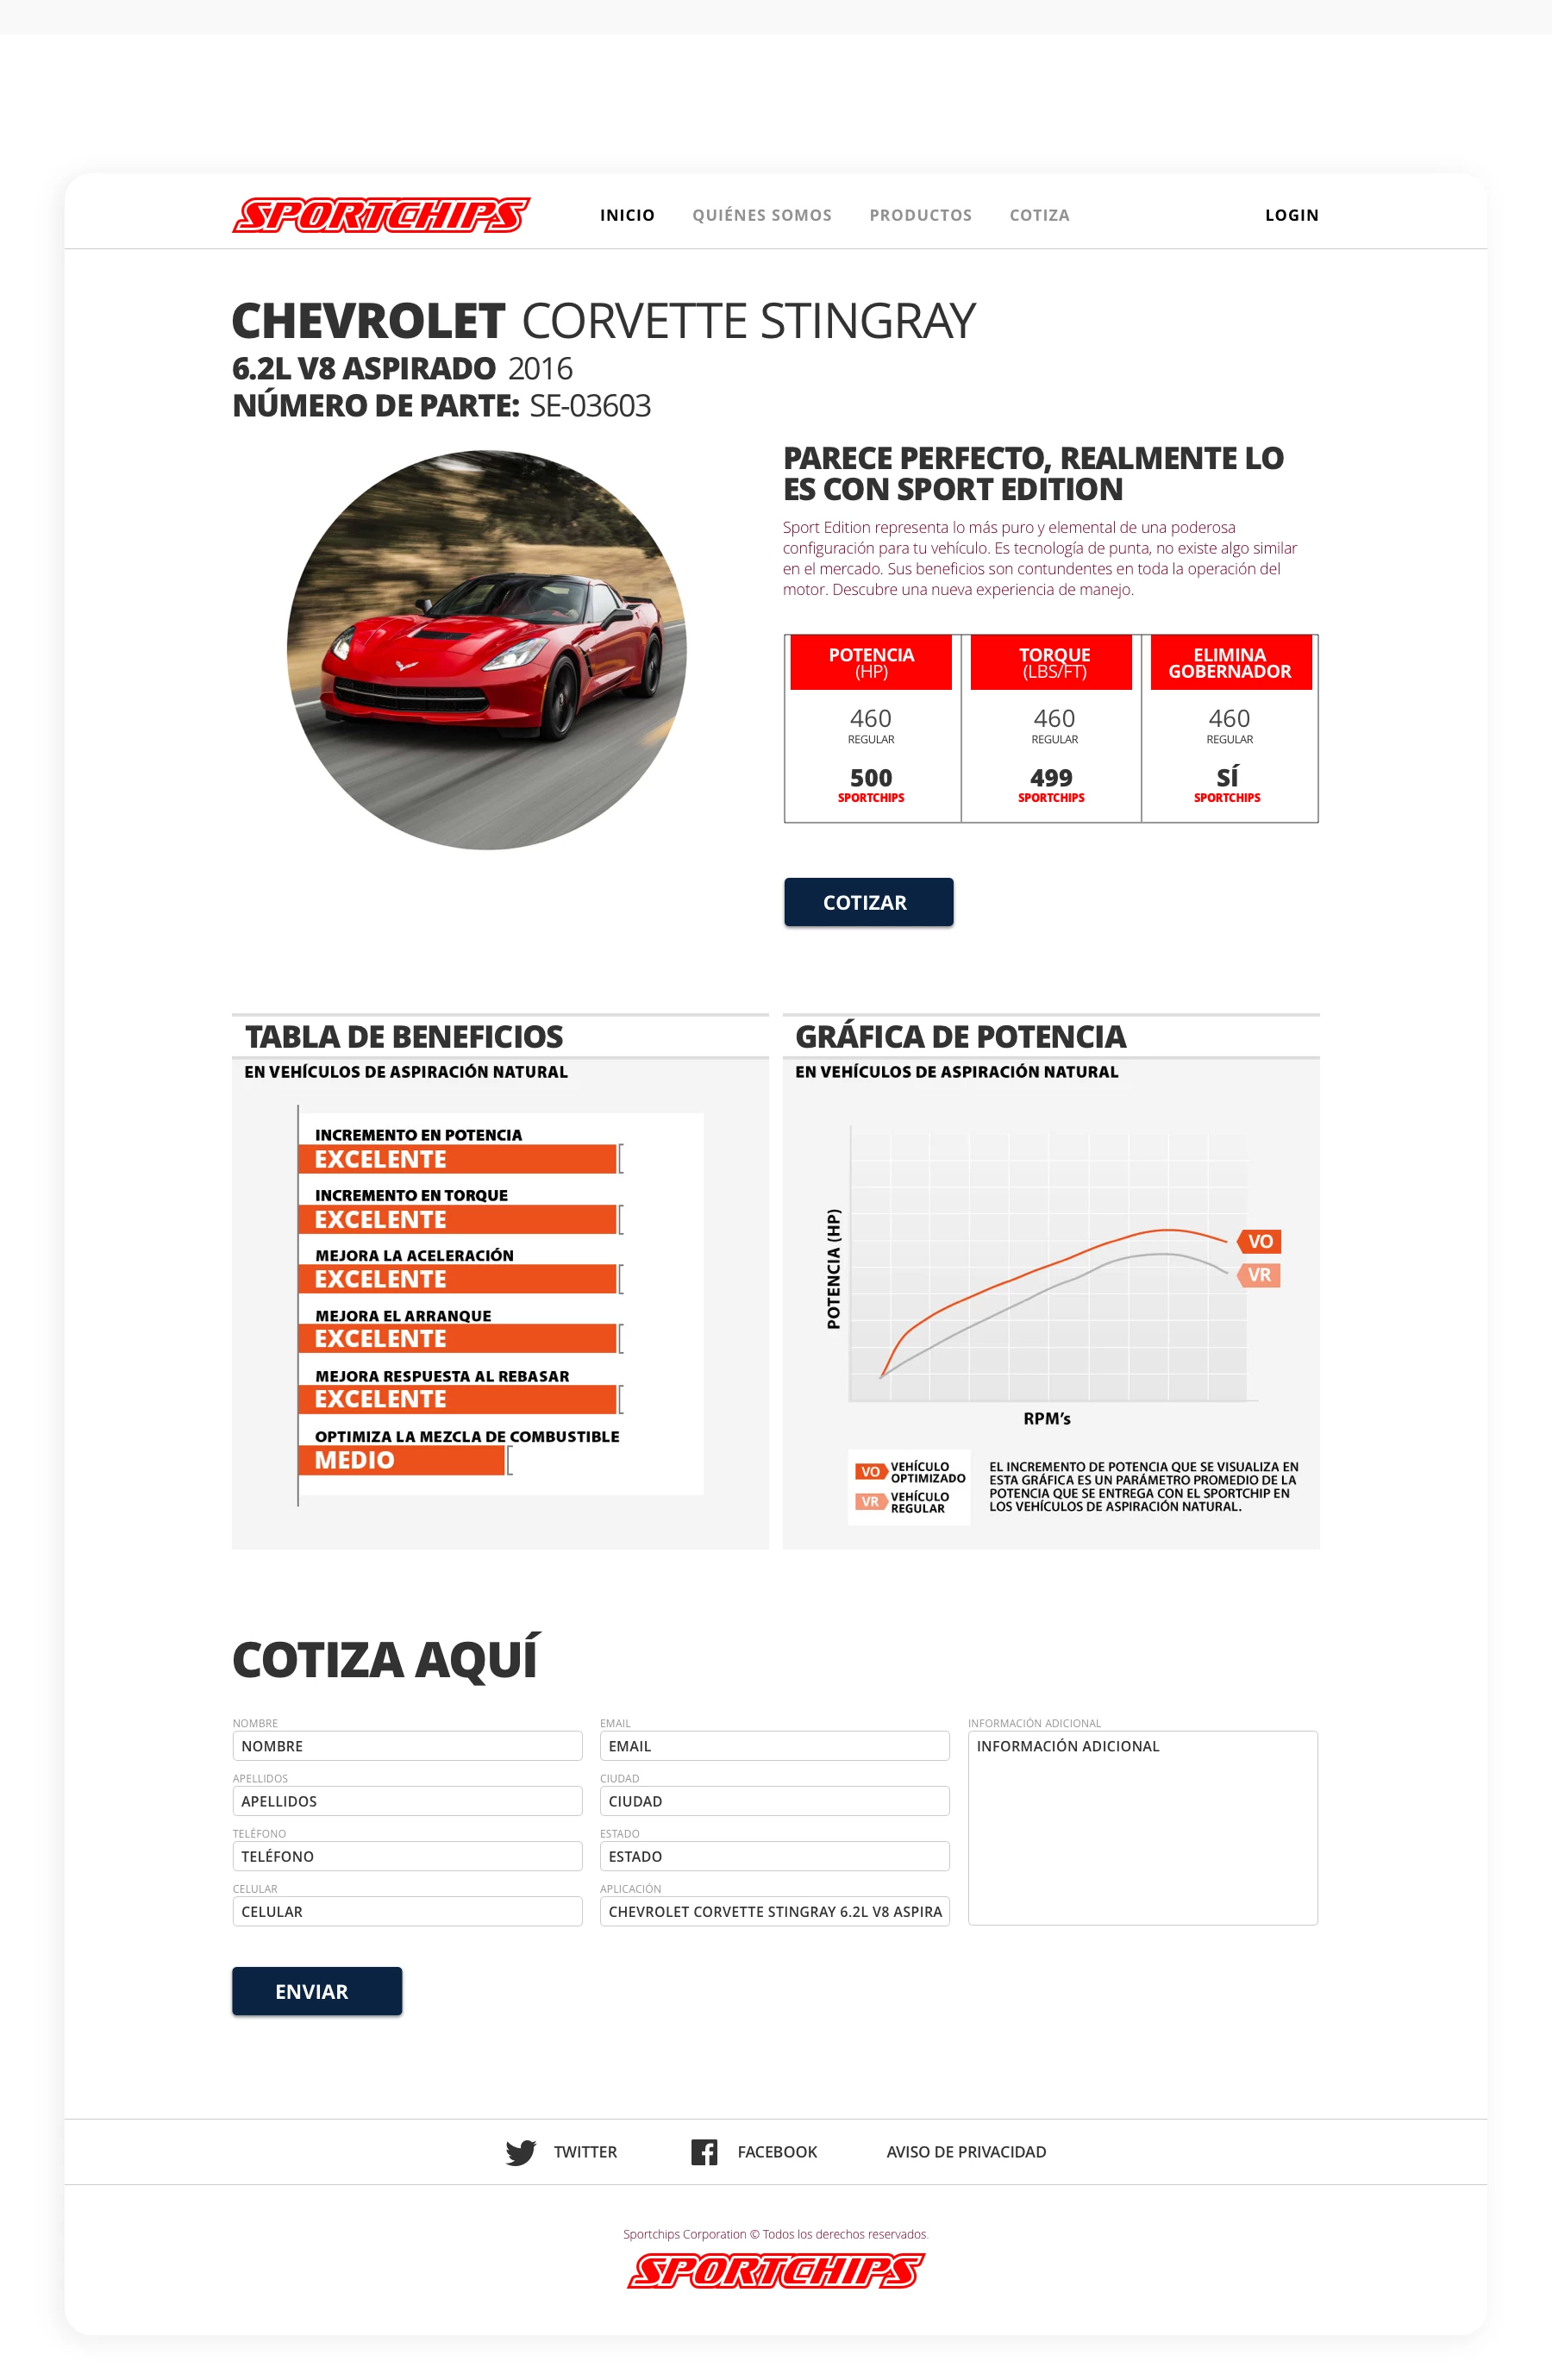 SPORTCHIPS
INICIO QUIÉNES SOMOS PRODUCTOS COTIZA LOGIN
CHEVROLET CORVETTE STINGRAY
6.2L V8 ASPIRADO 2016
NÚMERO DE PARTE: SE-03603
PARECE PERFECTO, REALMENTE LO
ES CON SPORT EDITION
Sport Edition representa lo más puro y elemental de una poderosa
configuración para tu vehículo. Es tecnología de punta, no existe algo similar
en el mercado. Sus beneficios son contundentes en toda la operación del
motor. Descubre una nueva experiencia de manejo.
POTENCIA
(HP)
460
REGULAR
500
SPORTCHIPS
TORQUE
(LBS/FT)
460
REGULAR
499
SPORTCHIPS
ELIMINA
GOBERNADOR
460
REGULAR
SÍ
SPORTCHIPS
COTIZAR
TABLA DE BENEFICIOS
EN VEHÍCULOS DE ASPIRACIÓN NATURAL
INCREMENTO EN POTENCIA
EXCELENTE
INCREMENTO EN TORQUE
EXCELENTE
MEJORA LA ACELERACIÓN
EXCELENTE
MEJORA EL ARRANQUE
EXCELENTE
MEJORA RESPUESTA AL REBASAR
EXCELENTE
OPTIMIZA LA MEZCLA DE COMBUSTIBLE
MEDIO
GRÁFICA DE POTENCIA
EN VEHÍCULOS DE ASPIRACIÓN NATURAL
POTENCIA (HP)
VO
VR
RPM's
VO VEHÍCULO
OPTIMIZADO
VR VEHÍCULO
REGULAR
EL INCREMENTO DE POTENCIA QUE SE VISUALIZA EN
ESTA GRÁFICA ES UN PARÁMETRO PROMEDIO DE LA
POTENCIA QUE SE ENTREGA CON EL SPORTCHIP EN
LOS VEHÍCULOS DE ASPIRACIÓN NATURAL.
COTIZA AQUÍ
NOMBRE
NOMBRE
APELLIDOS
APELLIDOS
TELÉFONO
TELÉFONO
CELULAR
CELULAR
EMAIL
EMAIL
CIUDAD
CIUDAD
ESTADO
ESTADO
APLICACIÓN
CHEVROLET CORVETTE STINGRAY 6.2L V8 ASPIRA
INFORMACIÓN ADICIONAL
INFORMACIÓN ADICIONAL
ENVIAR
TWITTER FACEBOOK AVISO DE PRIVACIDAD
Sportchips Corporation © Todos los derechos reservados.
SPORTCHIPS